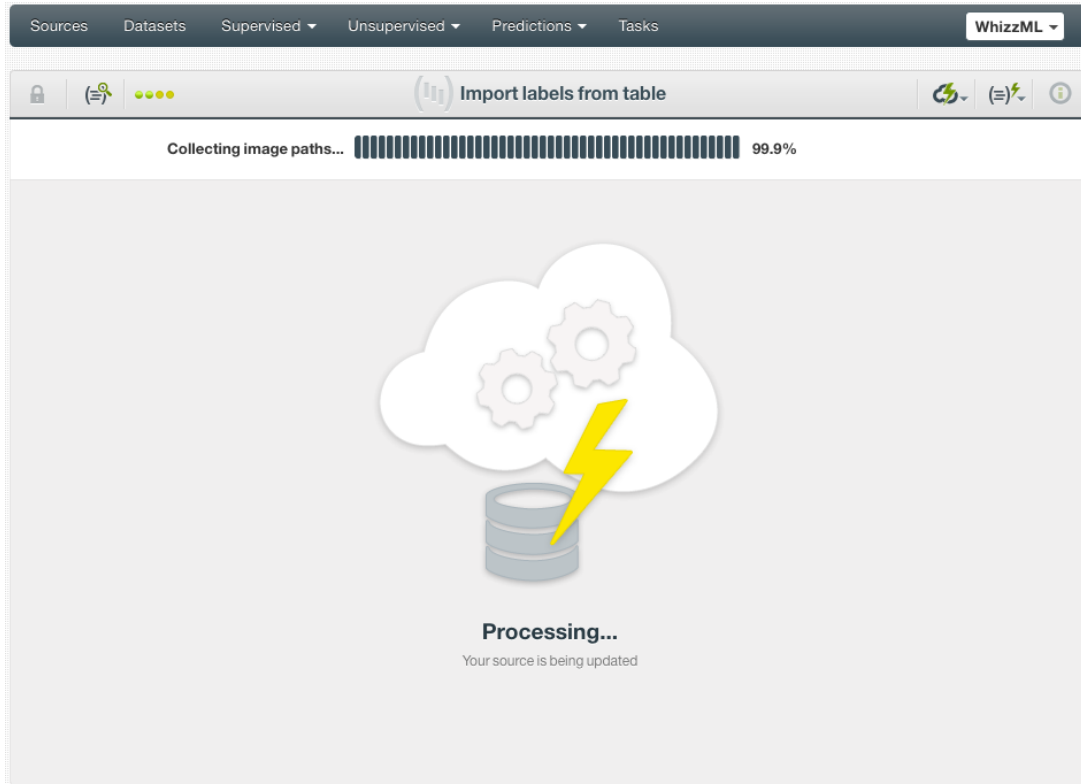 Sources Datasets Supervised Unsupervised Predictions Tasks WhizzML
Import labels from table
Collecting image paths... 99.9%
Processing...
Your source is being updated